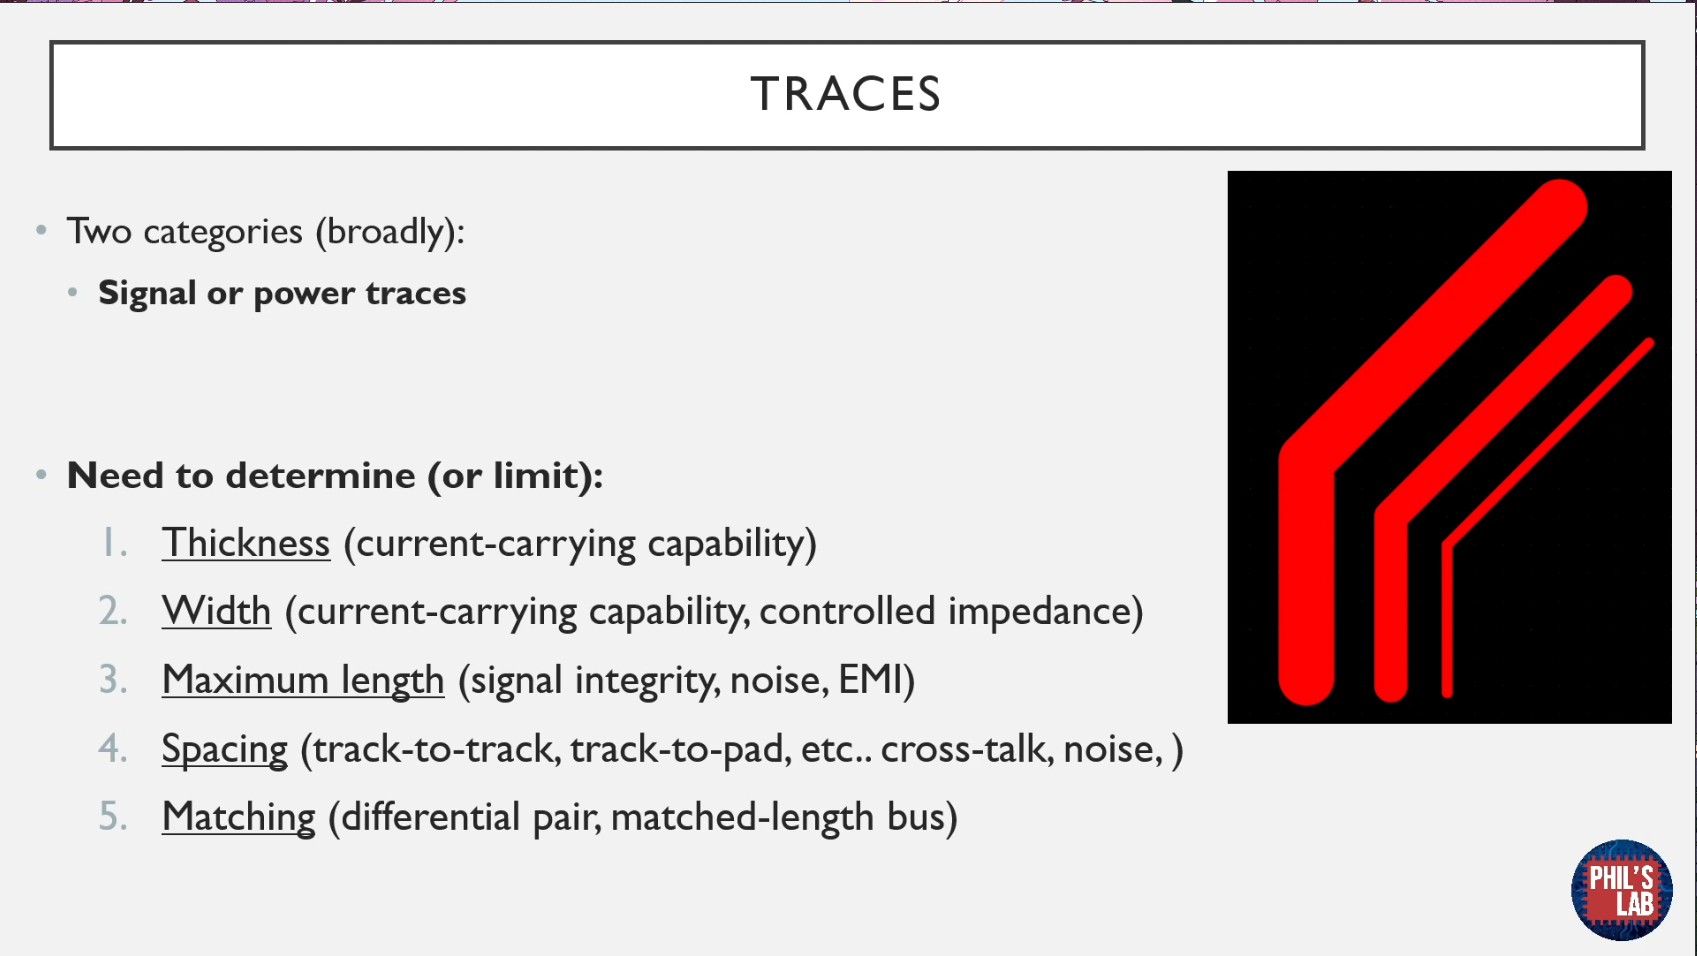 TRACES
• Two categories (broadly):
• Signal or power traces
• Need to determine (or limit):
1. Thickness (current-carrying capability)
2. Width (current-carrying capability, controlled impedance)
3. Maximum length (signal integrity, noise, EMI)
4. Spacing (track-to-track, track-to-pad, etc.. cross-talk, noise, )
5. Matching (differential pair, matched-length bus)
PHIL'S
LAB